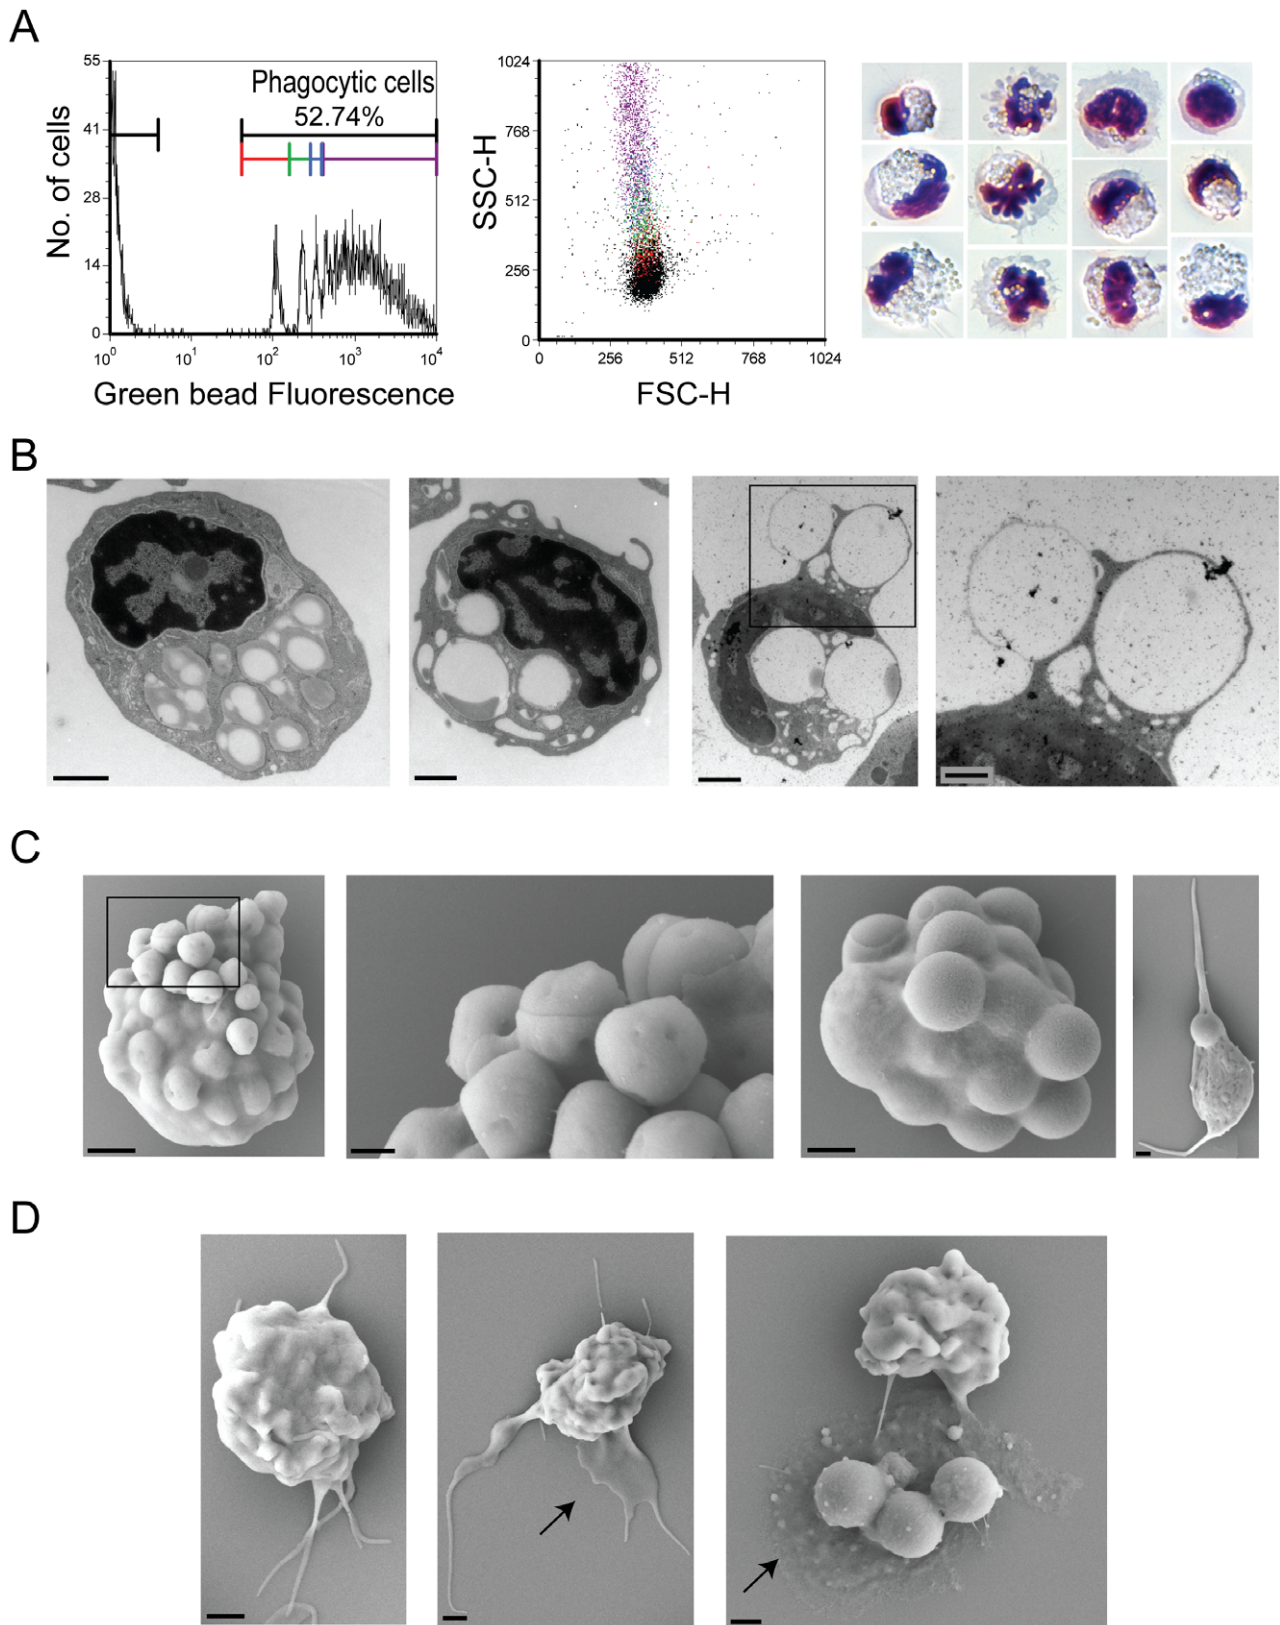 A
No. of cells
55
41
28
14
0
Phagocytic cells
52.74%
10^0 10^1 10^2 10^3 10^4
Green bead Fluorescence
SSC-H
1024
768
512
256
0
0 256 512 768 1024
FSC-H
B
C
D